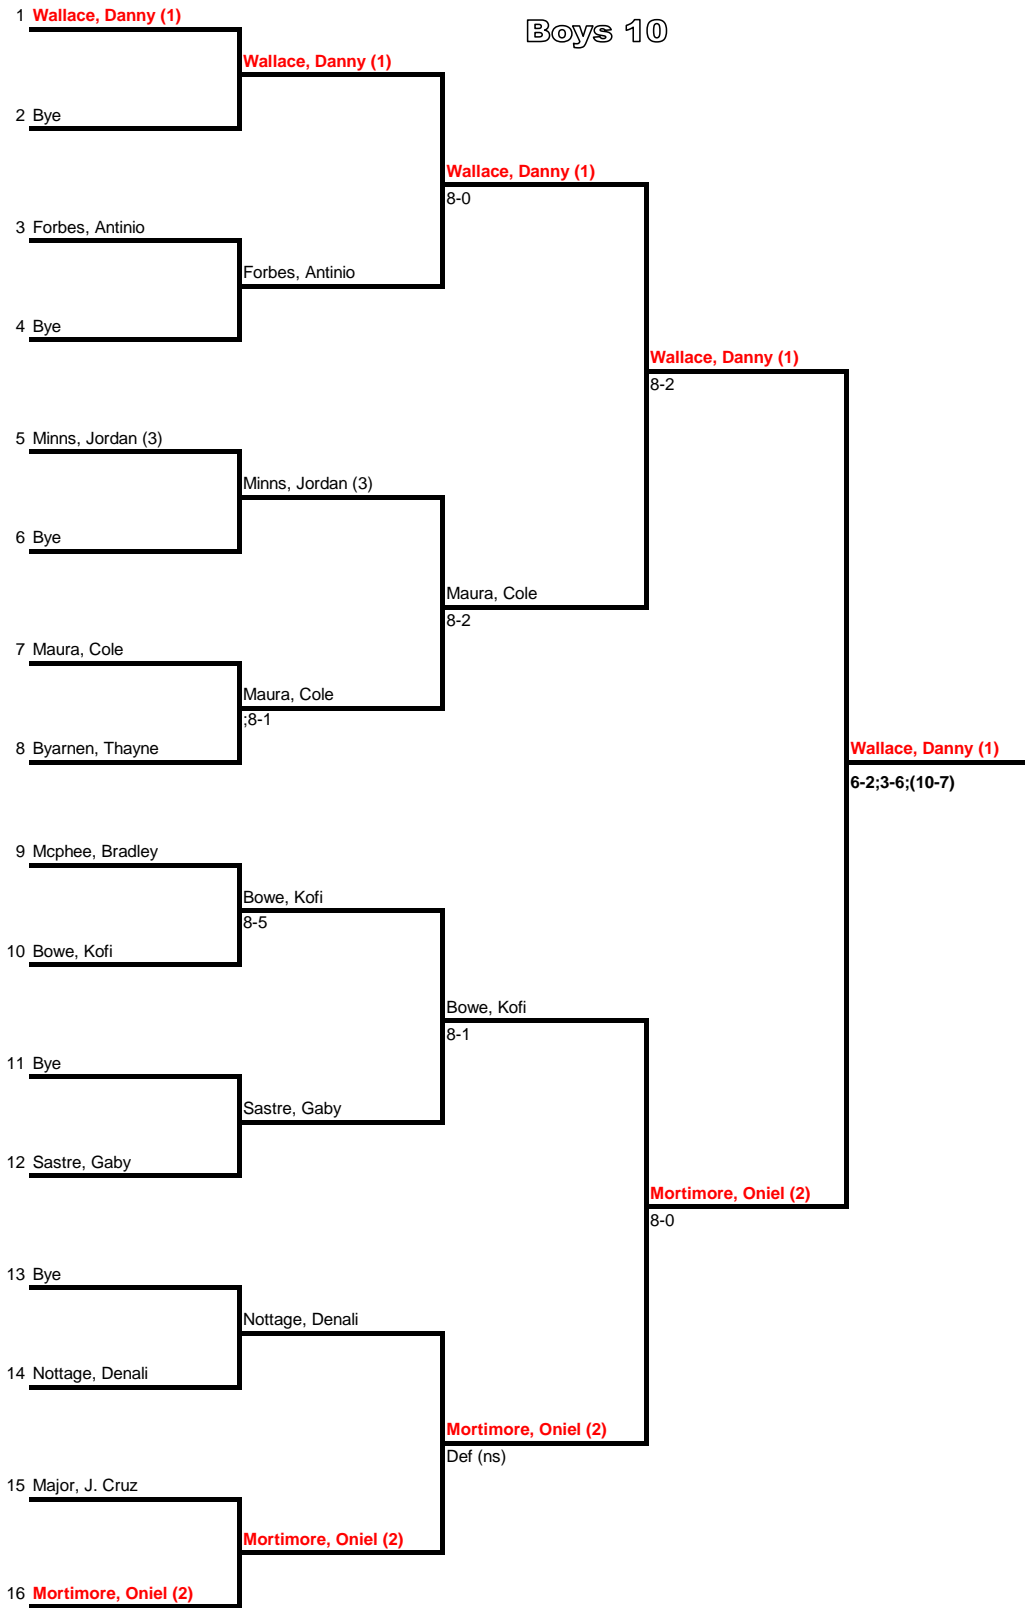 Boys 10
1 Wallace, Danny (1)
Wallace, Danny (1)
2 Bye
Wallace, Danny (1)
8-0
3 Forbes, Antinio
Forbes, Antinio
4 Bye
Wallace, Danny (1)
8-2
5 Minns, Jordan (3)
Minns, Jordan (3)
6 Bye
Maura, Cole
8-2
7 Maura, Cole
Maura, Cole
;8-1
8 Byarnen, Thayne
Wallace, Danny (1)
6-2;3-6;(10-7)
9 Mcphee, Bradley
Bowe, Kofi
8-5
10 Bowe, Kofi
Bowe, Kofi
8-1
11 Bye
Sastre, Gaby
12 Sastre, Gaby
Mortimore, Oniel (2)
8-0
13 Bye
Nottage, Denali
14 Nottage, Denali
Mortimore, Oniel (2)
Def (ns)
15 Major, J. Cruz
Mortimore, Oniel (2)
16 Mortimore, Oniel (2)